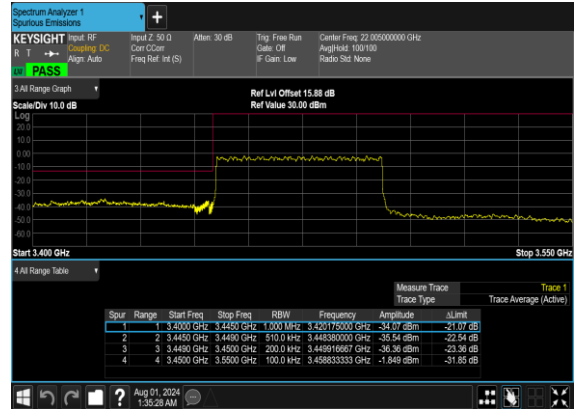 Spectrum Analyzer 1
Spurious Emissions
+
KEYSIGHT Input: RF Input Z: 50 Ω Atten: 30 dB Trig: Free Run Center Freq: 22.005000000 GHz
R T Coupling: DC Corr CCorr Gate: Off Avg|Hold: 100/100
Align: Auto Freq Ref: Int (S) IF Gain: Low Radio Std: None
LM PASS
3 All Range Graph
Ref Lvl Offset 15.88 dB
Scale/Div 10.0 dB Ref Value 30.00 dBm
Log
20.0
10.0
0.00
-10.0
-20.0
-30.0
-40.0
-50.0
-60.0
Start 3.400 GHz Stop 3.550 GHz
4 All Range Table
Measure Trace Trace 1
Trace Type Trace Average (Active)
Spur Range Start Freq Stop Freq RBW Frequency Amplitude ΔLimit
1 1 3.4000 GHz 3.4450 GHz 1.000 MHz 3.420175000 GHz -34.07 dBm -21.07 dB
2 2 3.4450 GHz 3.4490 GHz 510.0 kHz 3.448380000 GHz -35.54 dBm -22.54 dB
3 3 3.4490 GHz 3.4500 GHz 200.0 kHz 3.449916667 GHz -36.36 dBm -23.36 dB
4 4 3.4500 GHz 3.5500 GHz 100.0 kHz 3.458833333 GHz -1.849 dBm -31.85 dB
? Aug 01, 2024
1:35:28 AM